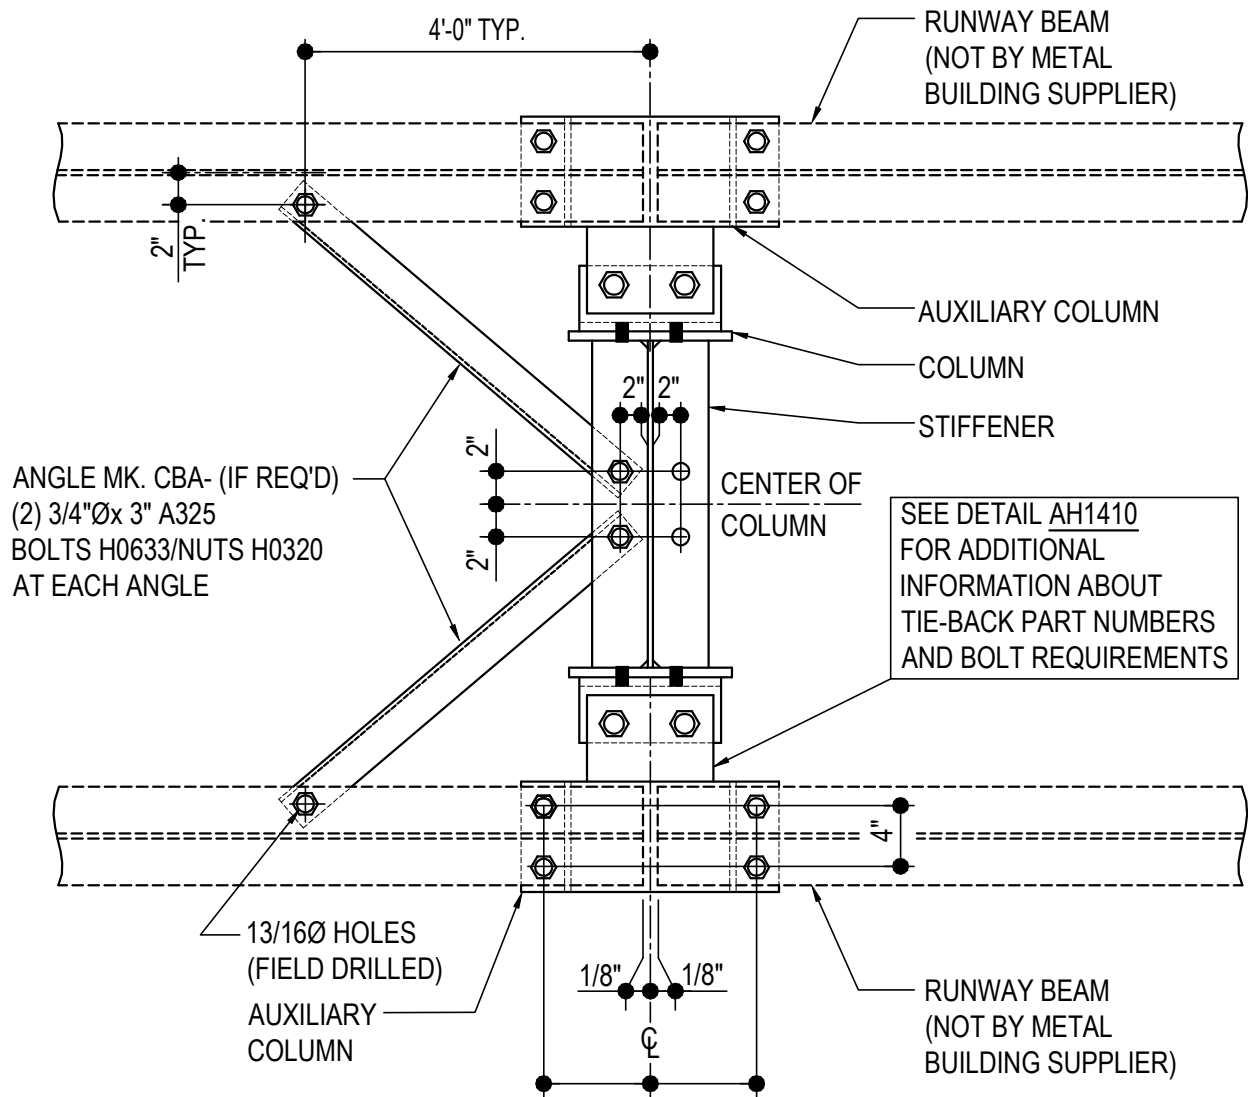 4'-0" TYP.
RUNWAY BEAM
(NOT BY METAL
BUILDING SUPPLIER)
2"
TYP.
AUXILIARY COLUMN
COLUMN
STIFFENER
2" 2"
2"
2"
CENTER OF
COLUMN
ANGLE MK. CBA- (IF REQ'D)
(2) 3/4"Øx 3" A325
BOLTS H0633/NUTS H0320
AT EACH ANGLE
SEE DETAIL AH1410
FOR ADDITIONAL
INFORMATION ABOUT
TIE-BACK PART NUMBERS
AND BOLT REQUIREMENTS
4"
13/16Ø HOLES
(FIELD DRILLED)
AUXILIARY
COLUMN
1/8" 1/8"
℄
RUNWAY BEAM
(NOT BY METAL
BUILDING SUPPLIER)